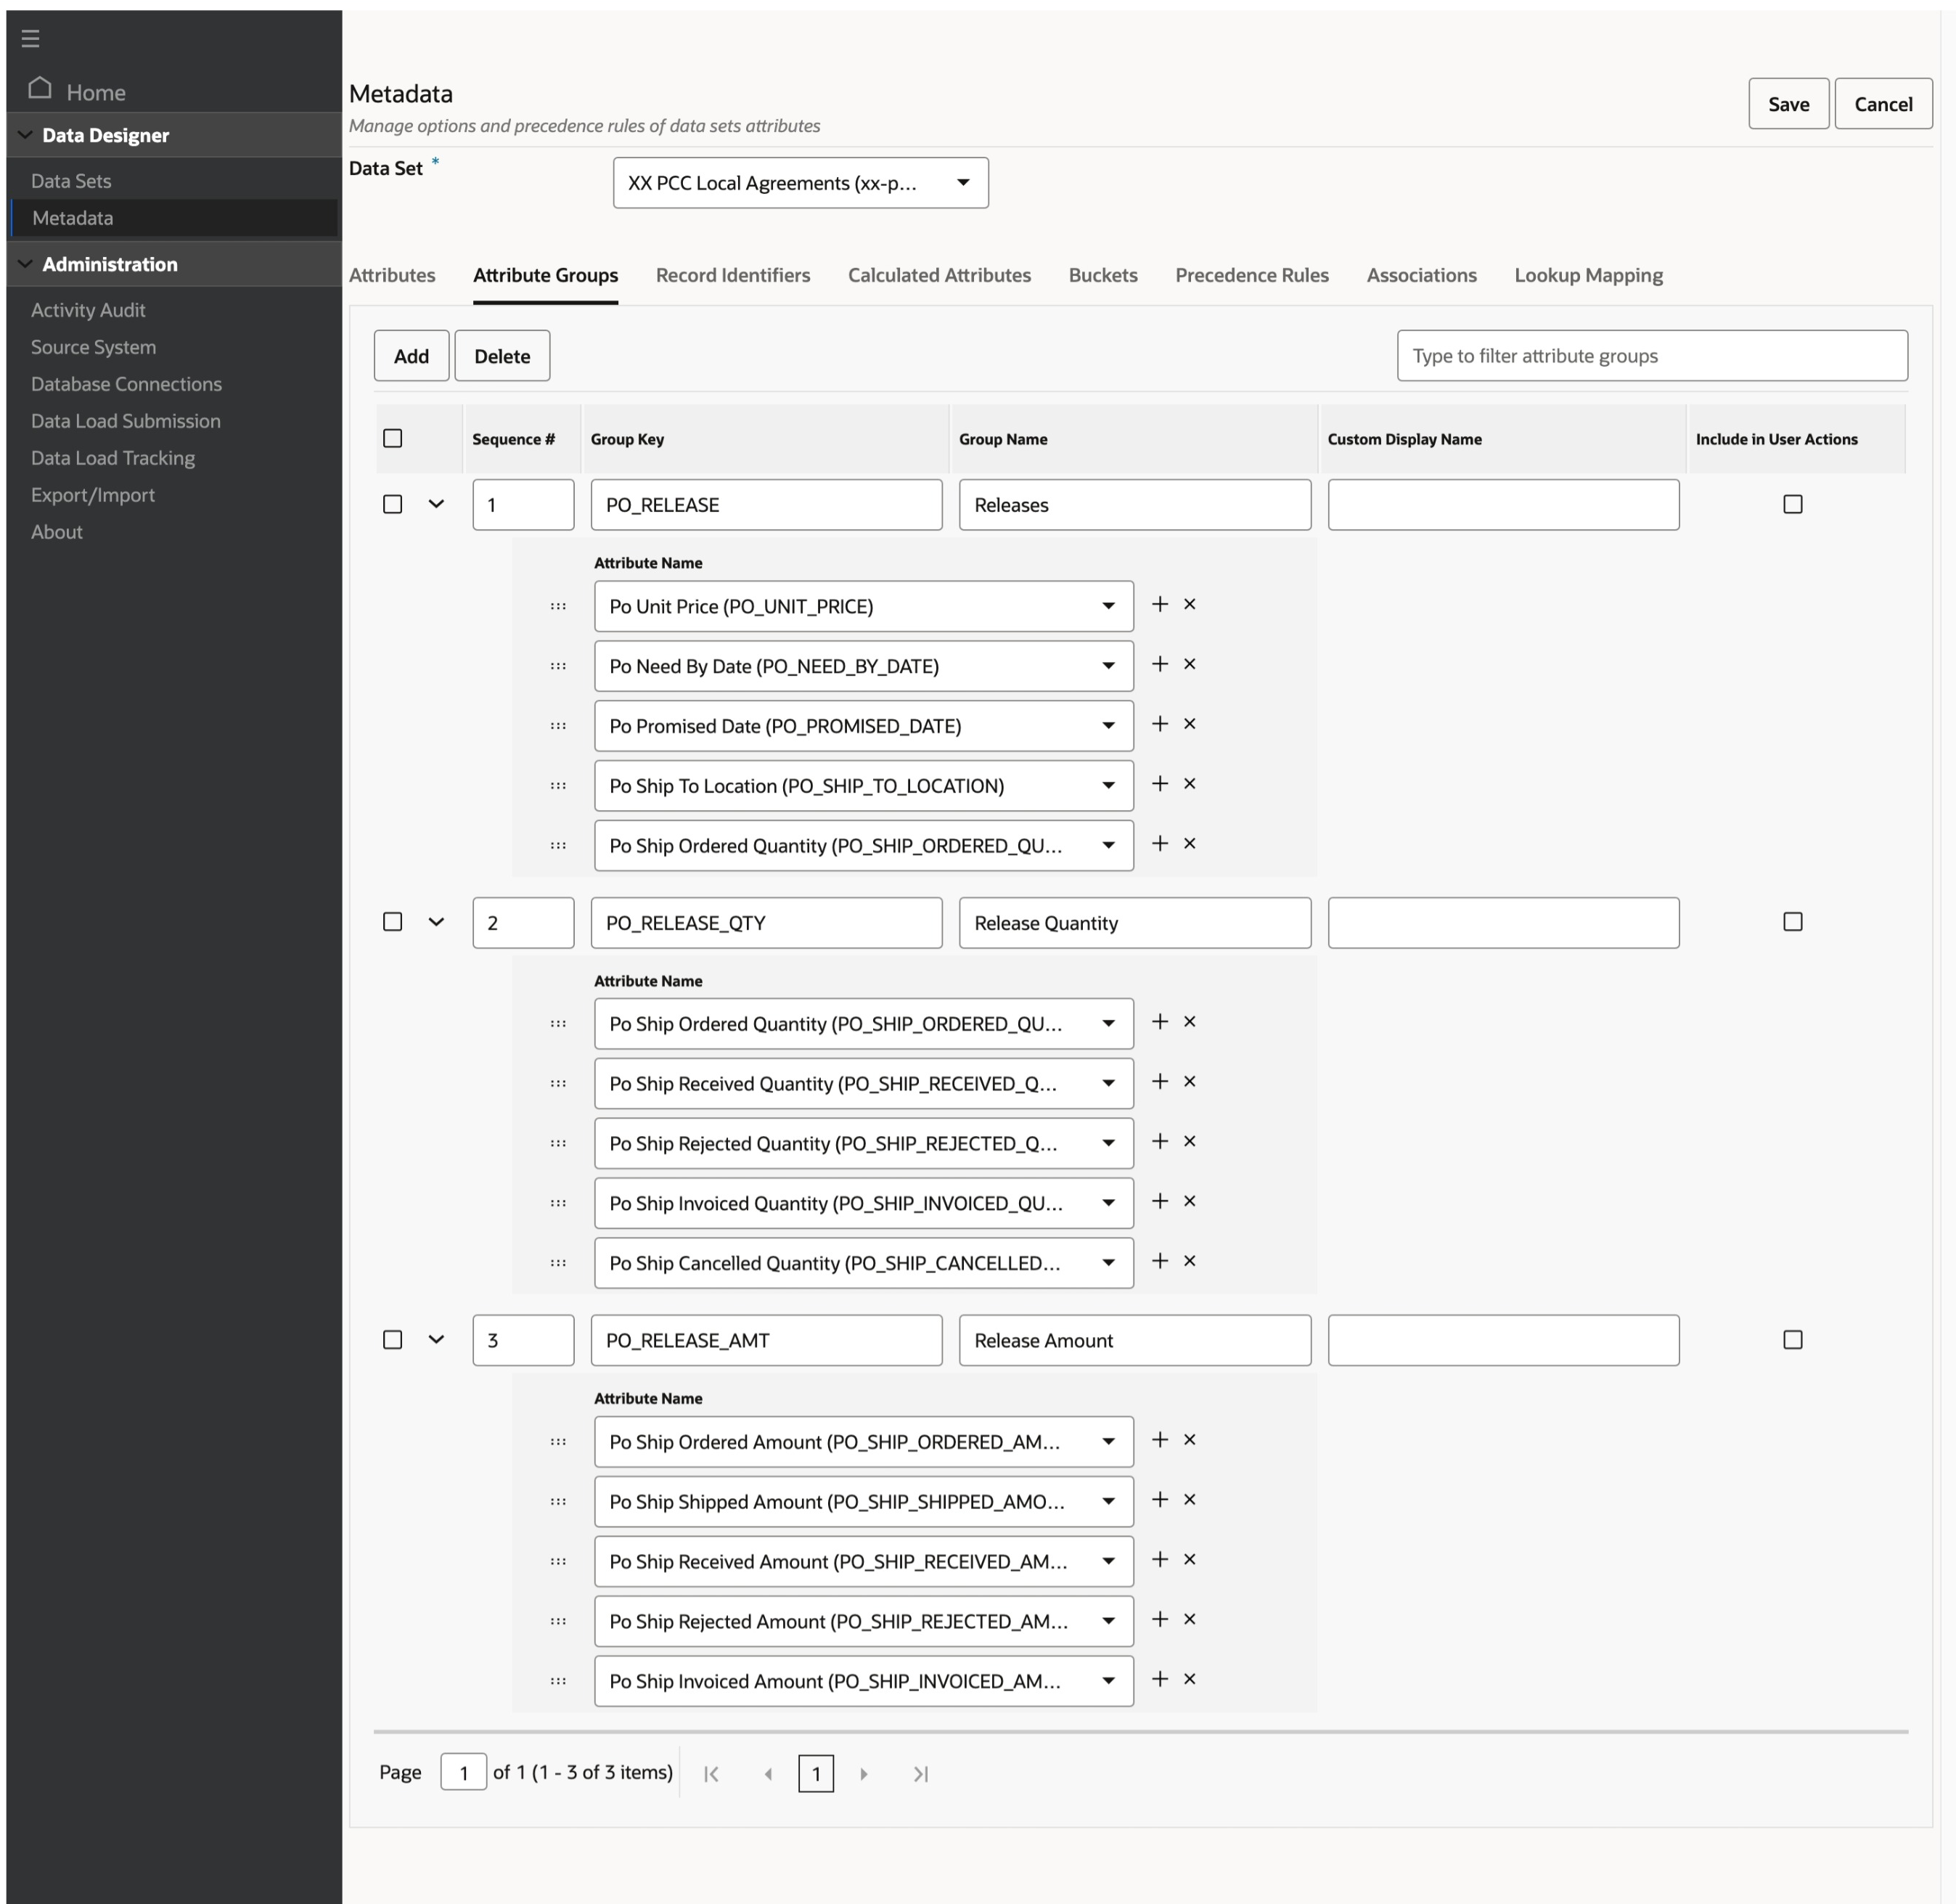 Home
Data Designer
Data Sets
Metadata
Administration
Activity Audit
Source System
Database Connections
Data Load Submission
Data Load Tracking
Export/Import
About
Metadata
Manage options and precedence rules of data sets attributes
Save Cancel
Data Set *
XX PCC Local Agreements (xx-p...
Attributes Attribute Groups Record Identifiers Calculated Attributes Buckets Precedence Rules Associations Lookup Mapping
Add Delete Type to filter attribute groups
Sequence # Group Key Group Name Custom Display Name Include in User Actions
1 PO_RELEASE Releases
Attribute Name
Po Unit Price (PO_UNIT_PRICE)
Po Need By Date (PO_NEED_BY_DATE)
Po Promised Date (PO_PROMISED_DATE)
Po Ship To Location (PO_SHIP_TO_LOCATION)
Po Ship Ordered Quantity (PO_SHIP_ORDERED_QU...
2 PO_RELEASE_QTY Release Quantity
Attribute Name
Po Ship Ordered Quantity (PO_SHIP_ORDERED_QU...
Po Ship Received Quantity (PO_SHIP_RECEIVED_Q...
Po Ship Rejected Quantity (PO_SHIP_REJECTED_Q...
Po Ship Invoiced Quantity (PO_SHIP_INVOICED_QU...
Po Ship Cancelled Quantity (PO_SHIP_CANCELLED...
3 PO_RELEASE_AMT Release Amount
Attribute Name
Po Ship Ordered Amount (PO_SHIP_ORDERED_AM...
Po Ship Shipped Amount (PO_SHIP_SHIPPED_AMO...
Po Ship Received Amount (PO_SHIP_RECEIVED_AM...
Po Ship Rejected Amount (PO_SHIP_REJECTED_AM...
Po Ship Invoiced Amount (PO_SHIP_INVOICED_AM...
Page 1 of 1 (1 - 3 of 3 items) 1